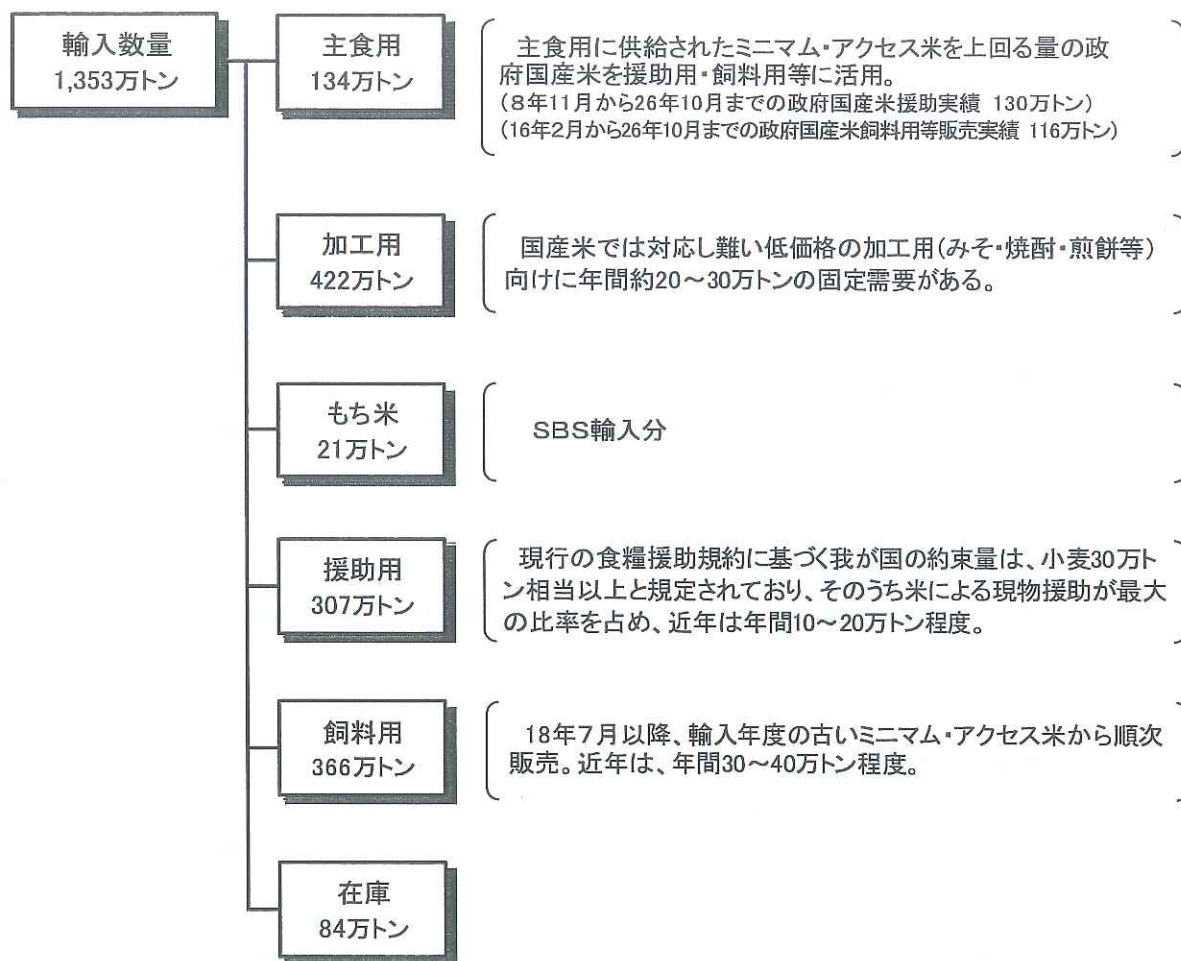 輸入数量
1,353万トン
主食用
134万トン
主食用に供給されたミニマム・アクセス米を上回る量の政
府国産米を援助用・飼料用等に活用。
(8年11月から26年10月までの政府国産米援助実績 130万トン)
(16年2月から26年10月までの政府国産米飼料用等販売実績 116万トン)
加工用
422万トン
国産米では対応し難い低価格の加工用(みそ・焼酎・煎餅等)
向けに年間約20～30万トンの固定需要がある。
もち米
21万トン
SBS輸入分
援助用
307万トン
現行の食糧援助規約に基づく我が国の約束量は、小麦30万ト
ン相当以上と規定されており、そのうち米による現物援助が最大
の比率を占め、近年は年間10～20万トン程度。
飼料用
366万トン
18年7月以降、輸入年度の古いミニマム・アクセス米から順次
販売。近年は、年間30～40万トン程度。
在庫
84万トン